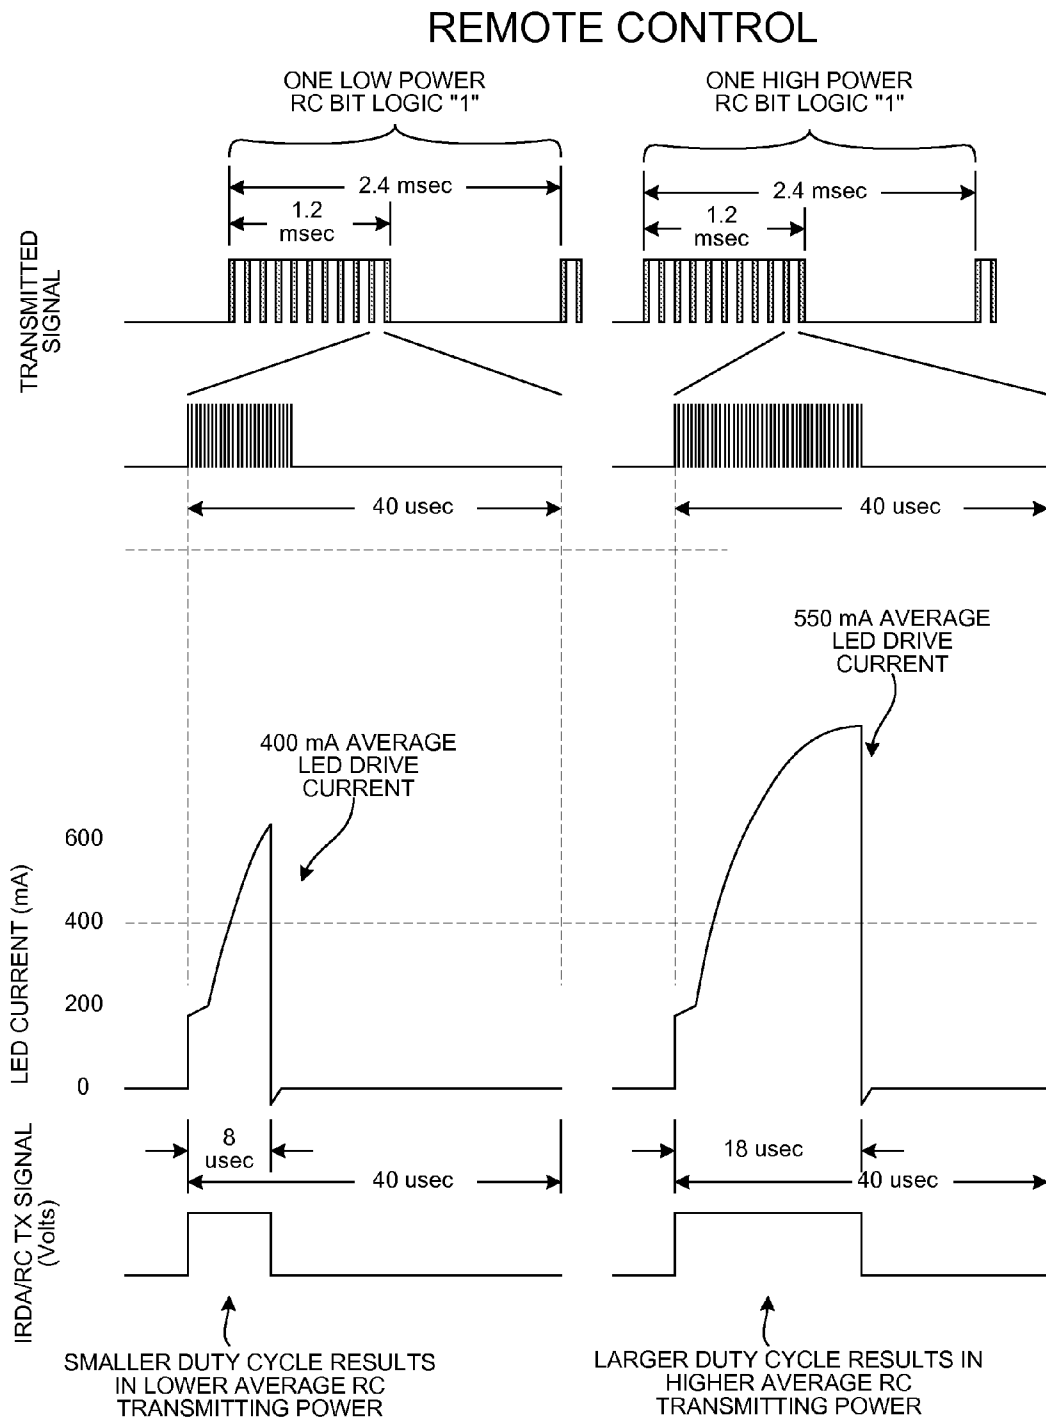 REMOTE CONTROL
ONE LOW POWER
RC BIT LOGIC "1"
ONE HIGH POWER
RC BIT LOGIC "1"
2.4 msec
1.2
msec
2.4 msec
1.2
msec
TRANSMITTED
SIGNAL
40 usec
40 usec
550 mA AVERAGE
LED DRIVE
CURRENT
400 mA AVERAGE
LED DRIVE
CURRENT
LED CURRENT (mA)
600
400
200
0
8
usec
40 usec
18 usec
40 usec
IRDA/RC TX SIGNAL
(Volts)
SMALLER DUTY CYCLE RESULTS
IN LOWER AVERAGE RC
TRANSMITTING POWER
LARGER DUTY CYCLE RESULTS IN
HIGHER AVERAGE RC
TRANSMITTING POWER